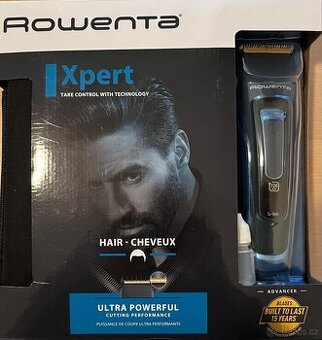 ROWENTA
Xpert
TAKE CONTROL WITH TECHNOLOGY
ROWENTA
HAIR - CHEVEUX
ULTRA POWERFUL
CUTTING PERFORMANCE
PUISSANCE DE COUPE ULTRA PERFORMANTE
ADVANCER
BLADES
BUILT TO LAST
15 YEARS